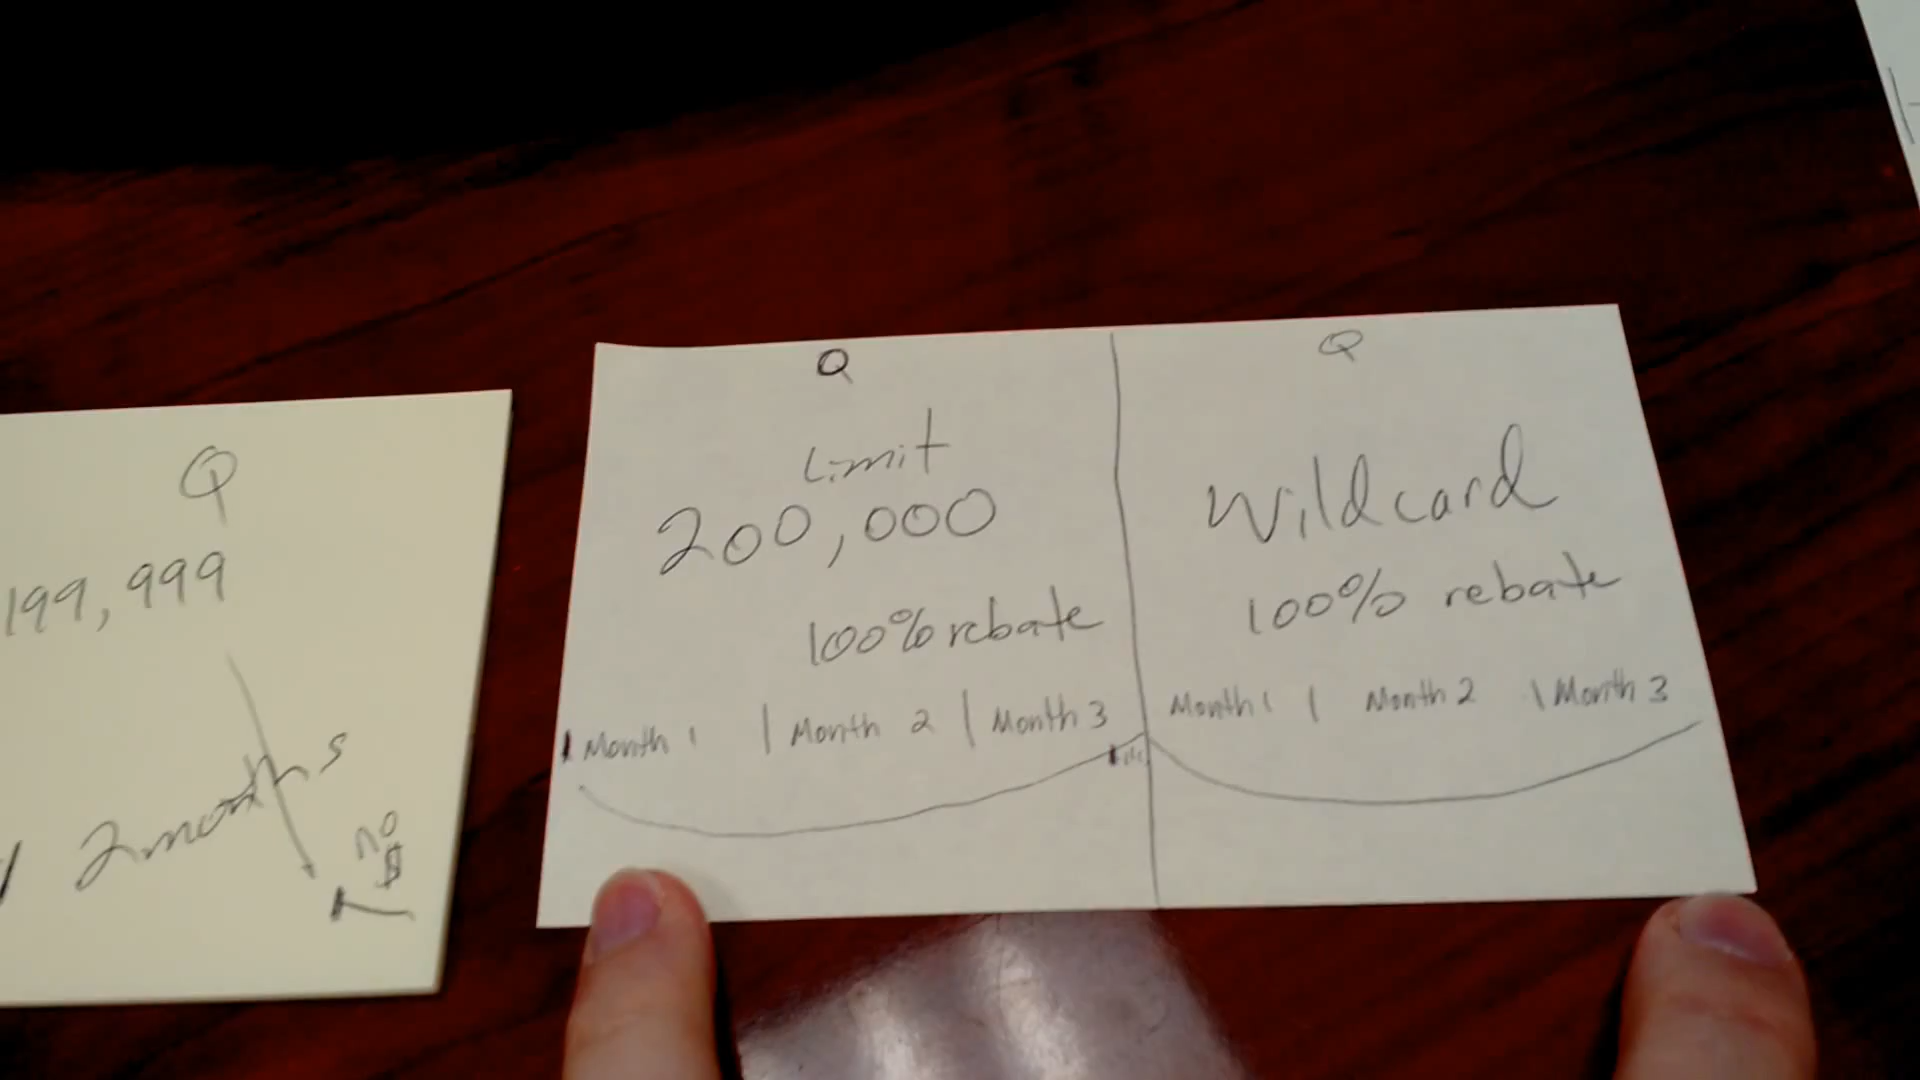 Q
199,999
2 months
no
$
Q
Limit
200,000
100% rebate
Month 1 | Month 2 | Month 3
Q
Wildcard
100% rebate
Month 1 | Month 2 | Month 3